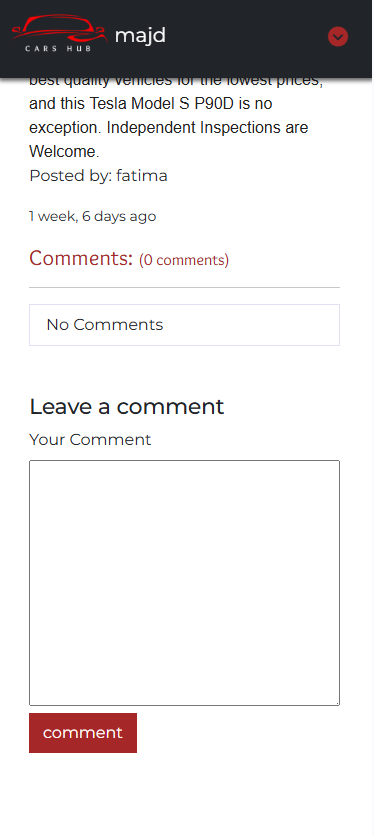 CARS HUB
majd
best quality vehicles for the lowest prices,
and this Tesla Model S P90D is no
exception. Independent Inspections are
Welcome.
Posted by: fatima
1 week, 6 days ago
Comments: (0 comments)
No Comments
Leave a comment
Your Comment
comment